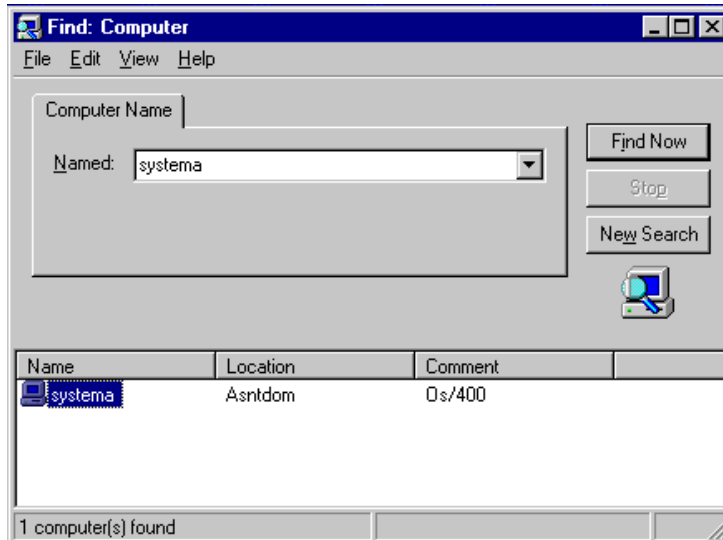 Find: Computer
File Edit View Help
Computer Name
Named: systema
Find Now
Stop
New Search
Name Location Comment
systema Asntdom Os/400
1 computer(s) found